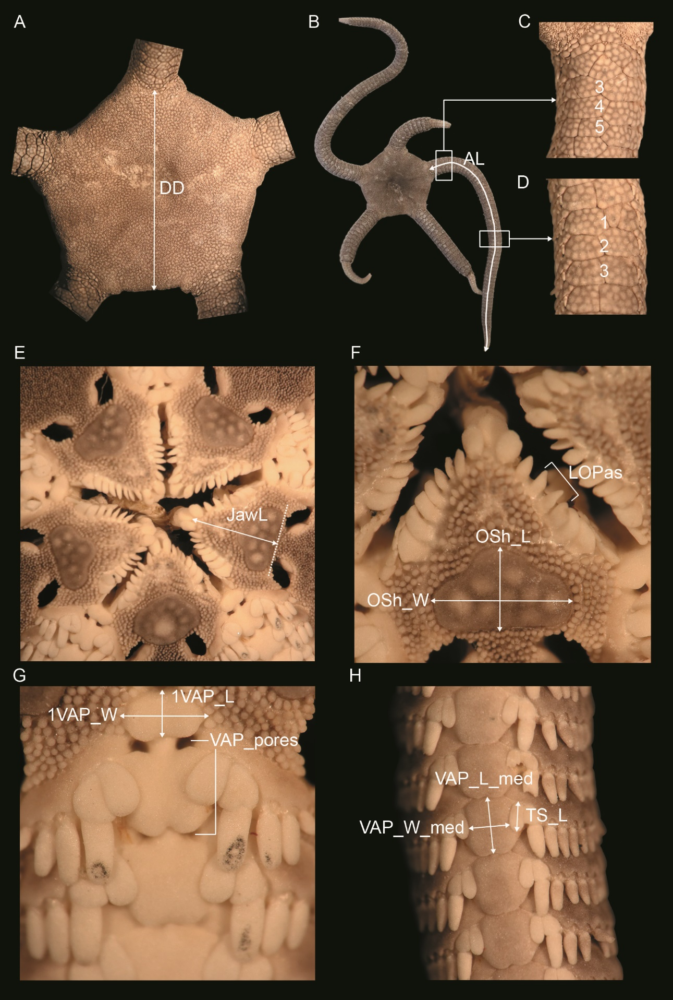 A
B
C
3
4
5
AL
DD
D
1
2
3
E
F
JawL
LOPas
OSh_L
OSh_W
G
H
1VAP_L
1VAP_W
VAP_pores
VAP_L_med
TS_L
VAP_W_med